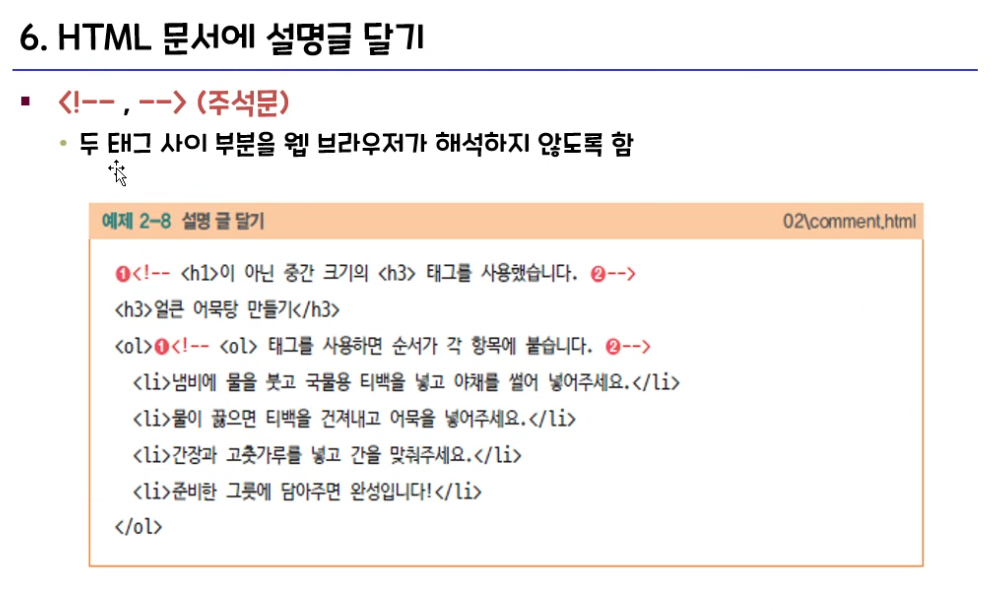 6. HTML 문서에 설명글 달기
<!-- , --> (주석문)
두 태그 사이 부분을 웹 브라우저가 해석하지 않도록 함
예제 2-8 설명 글 달기 02\comment.html
❶<!-- <h1>이 아닌 중간 크기의 <h3> 태그를 사용했습니다. ❷-->
<h3>얼큰 어묵탕 만들기</h3>
<ol>❶<!-- <ol> 태그를 사용하면 순서가 각 항목에 붙습니다. ❷-->
<li>냄비에 물을 붓고 국물용 티백을 넣고 야채를 썰어 넣어주세요.</li>
<li>물이 끓으면 티백을 건져내고 어묵을 넣어주세요.</li>
<li>간장과 고춧가루를 넣고 간을 맞춰주세요.</li>
<li>준비한 그릇에 담아주면 완성입니다!</li>
</ol>